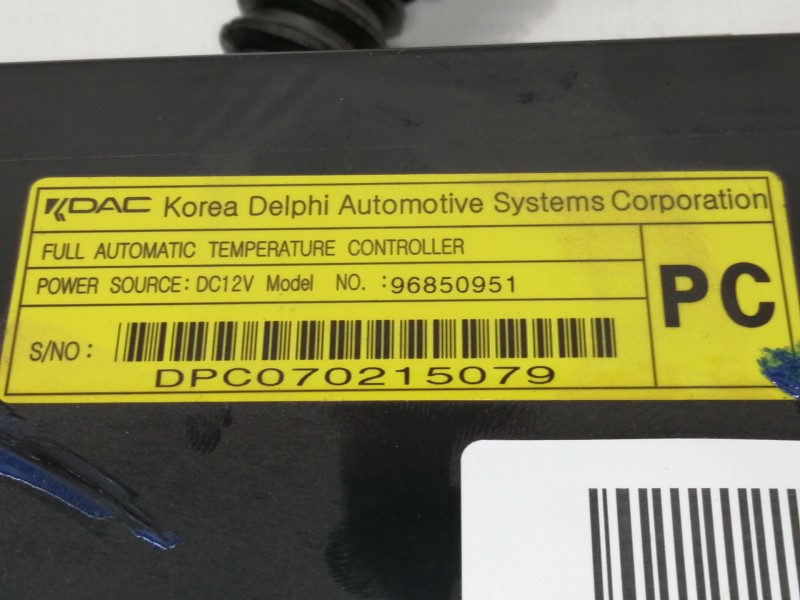 KDAC Korea Delphi Automotive Systems Corporation
FULL AUTOMATIC TEMPERATURE CONTROLLER
POWER SOURCE: DC12V Model NO. :96850951
PC
S/NO:
DPC070215079